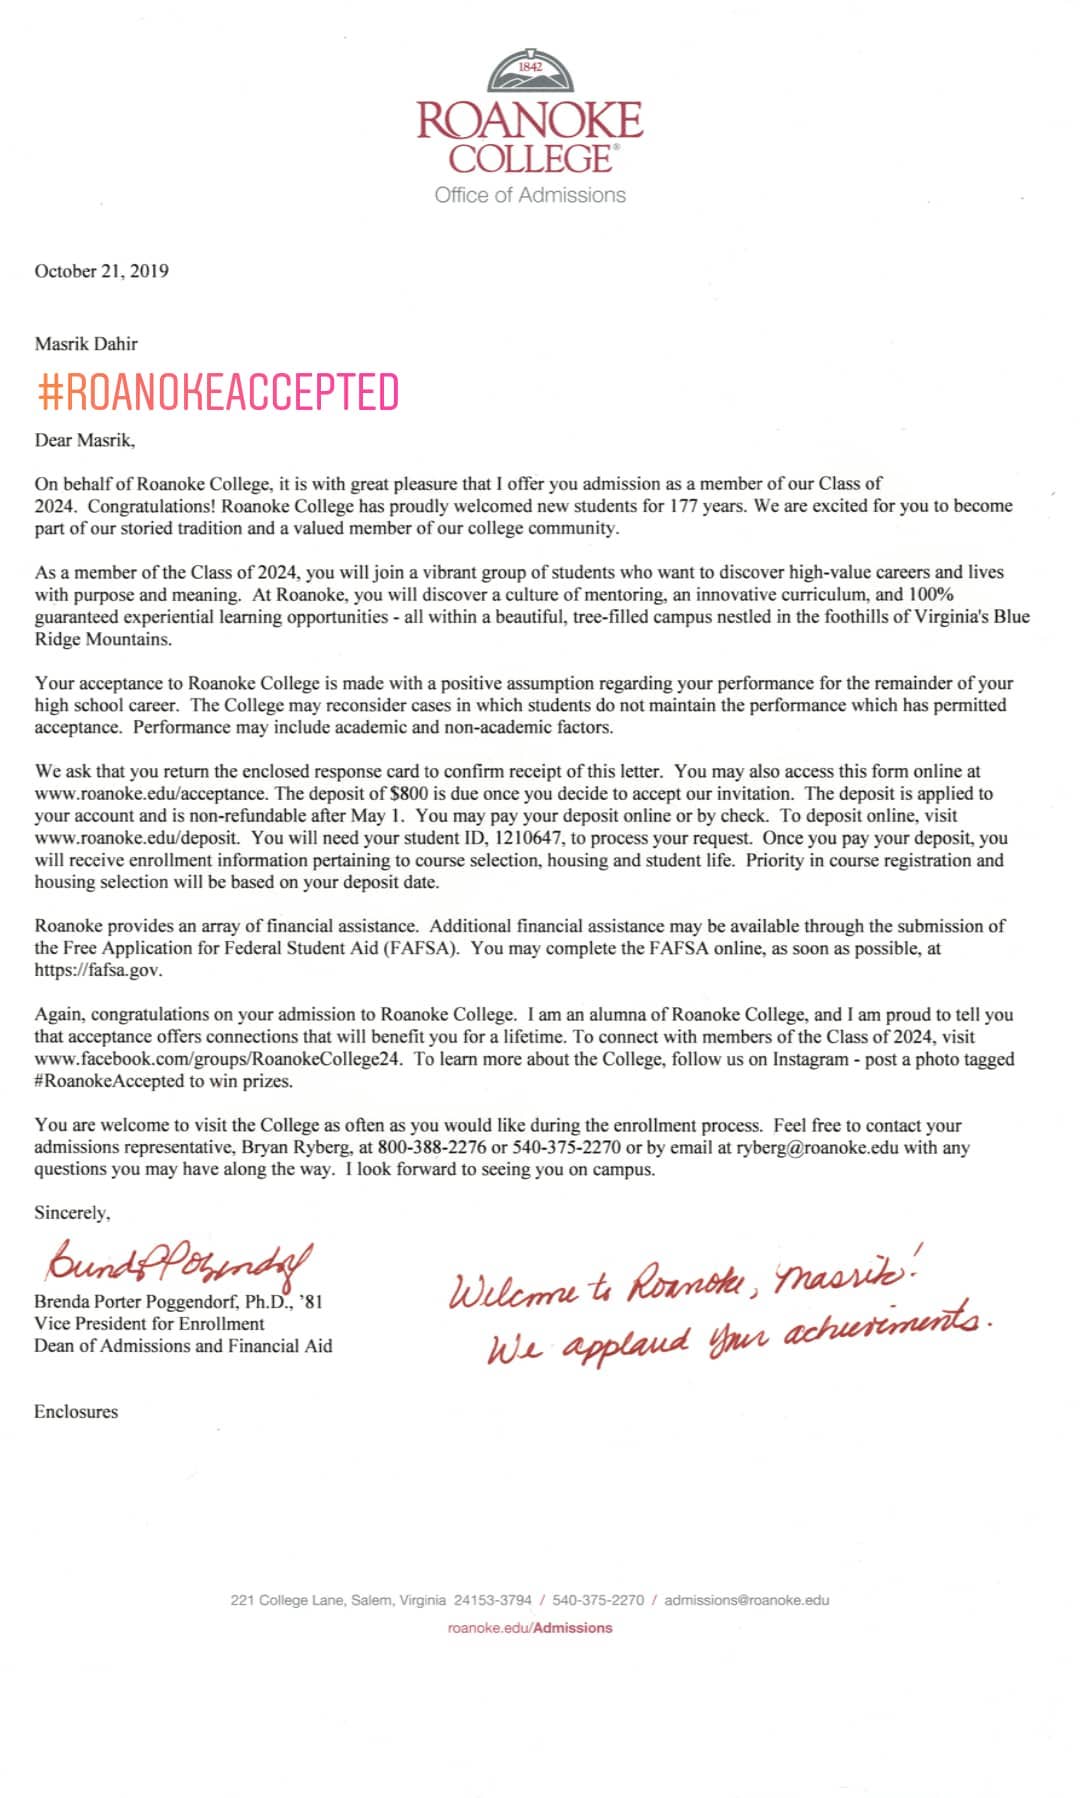 1842
ROANOKE
COLLEGE®
Office of Admissions
October 21, 2019
Masrik Dahir
#ROANOKEACCEPTED
Dear Masrik,
On behalf of Roanoke College, it is with great pleasure that I offer you admission as a member of our Class of
2024.  Congratulations! Roanoke College has proudly welcomed new students for 177 years. We are excited for you to become
part of our storied tradition and a valued member of our college community.
As a member of the Class of 2024, you will join a vibrant group of students who want to discover high-value careers and lives
with purpose and meaning.  At Roanoke, you will discover a culture of mentoring, an innovative curriculum, and 100%
guaranteed experiential learning opportunities - all within a beautiful, tree-filled campus nestled in the foothills of Virginia's Blue
Ridge Mountains.
Your acceptance to Roanoke College is made with a positive assumption regarding your performance for the remainder of your
high school career.  The College may reconsider cases in which students do not maintain the performance which has permitted
acceptance.  Performance may include academic and non-academic factors.
We ask that you return the enclosed response card to confirm receipt of this letter.  You may also access this form online at
www.roanoke.edu/acceptance. The deposit of $800 is due once you decide to accept our invitation.  The deposit is applied to
your account and is non-refundable after May 1.  You may pay your deposit online or by check.  To deposit online, visit
www.roanoke.edu/deposit.  You will need your student ID, 1210647, to process your request.  Once you pay your deposit, you
will receive enrollment information pertaining to course selection, housing and student life.  Priority in course registration and
housing selection will be based on your deposit date.
Roanoke provides an array of financial assistance.  Additional financial assistance may be available through the submission of
the Free Application for Federal Student Aid (FAFSA).  You may complete the FAFSA online, as soon as possible, at
https://fafsa.gov.
Again, congratulations on your admission to Roanoke College.  I am an alumna of Roanoke College, and I am proud to tell you
that acceptance offers connections that will benefit you for a lifetime. To connect with members of the Class of 2024, visit
www.facebook.com/groups/RoanokeCollege24.  To learn more about the College, follow us on Instagram - post a photo tagged
#RoanokeAccepted to win prizes.
You are welcome to visit the College as often as you would like during the enrollment process.  Feel free to contact your
admissions representative, Bryan Ryberg, at 800-388-2276 or 540-375-2270 or by email at ryberg@roanoke.edu with any
questions you may have along the way.  I look forward to seeing you on campus.
Sincerely,
Brenda Porter Poggendorf, Ph.D., '81
Vice President for Enrollment
Dean of Admissions and Financial Aid
Welcome to Roanoke, Masrik!
We applaud your achievements.
Enclosures
221 College Lane, Salem, Virginia  24153-3794  /  540-375-2270  /  admissions@roanoke.edu
roanoke.edu/Admissions